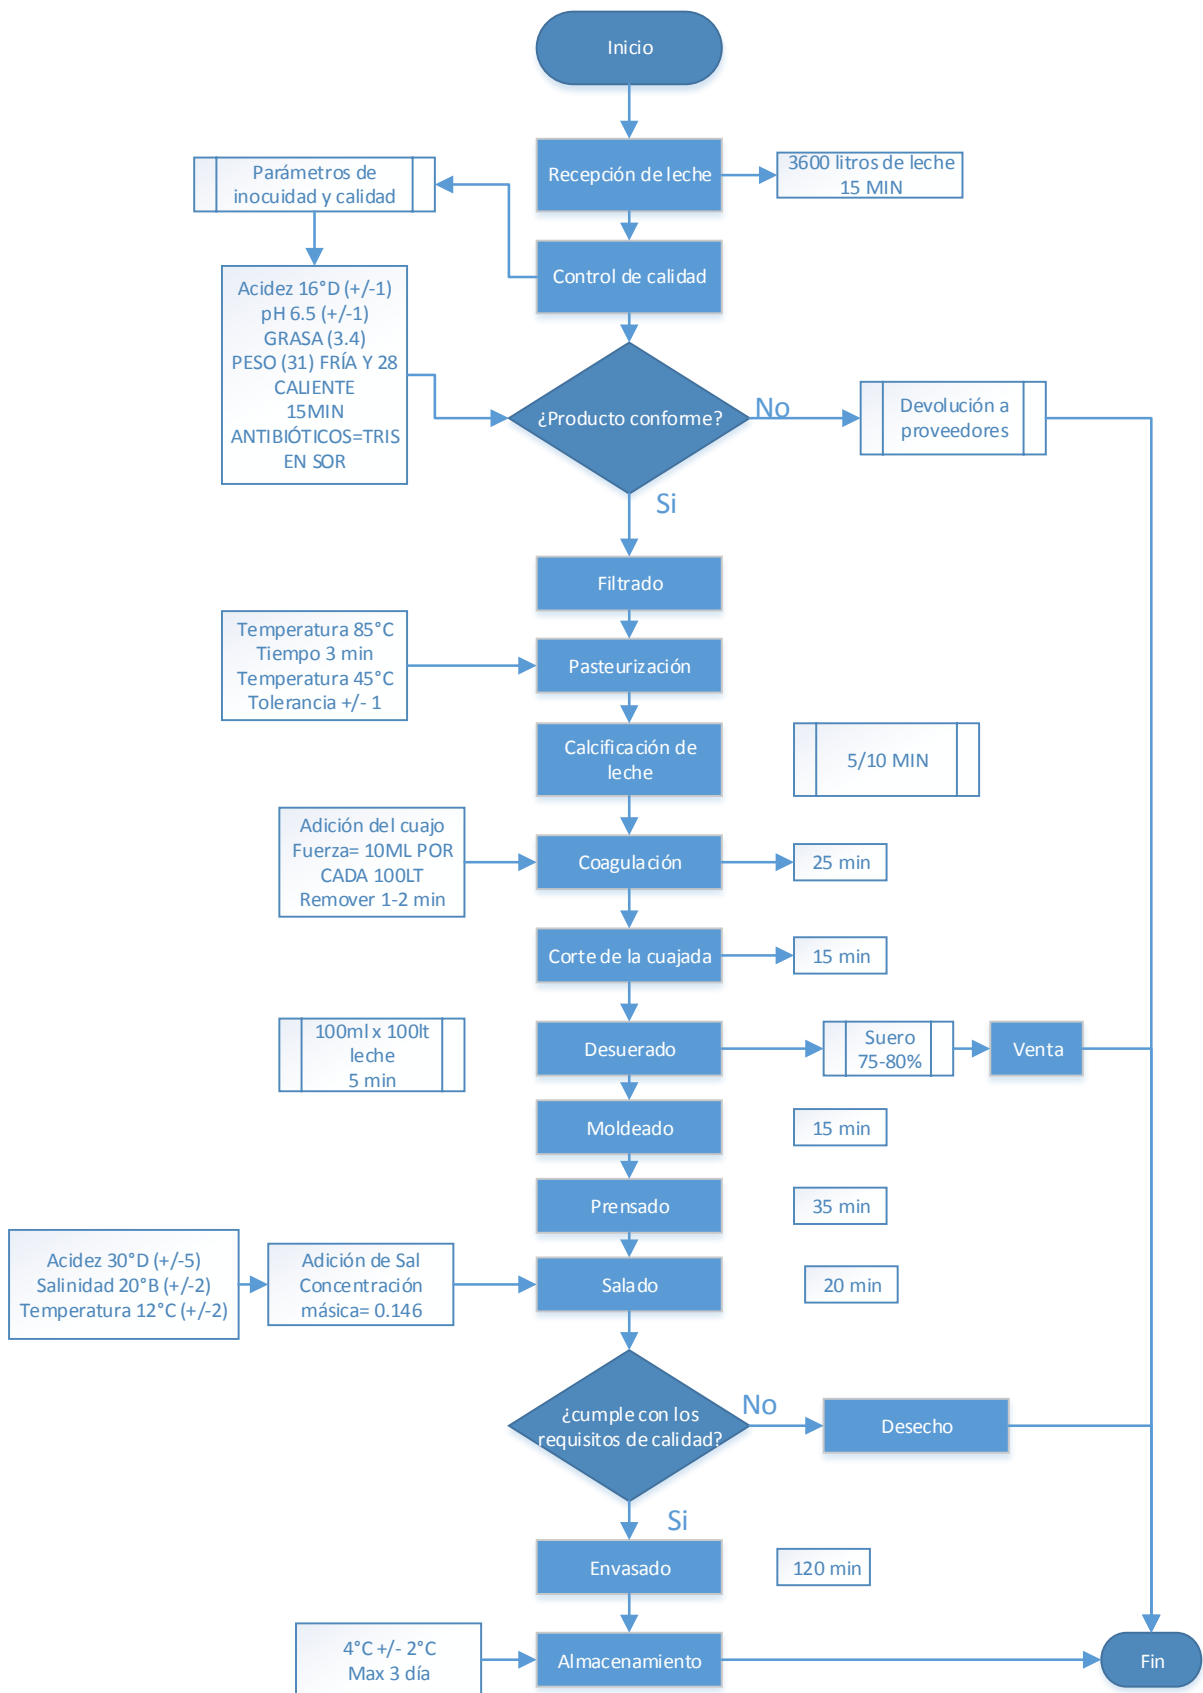 Inicio
Recepción de leche
3600 litros de leche
15 MIN
Parámetros de
inocuidad y calidad
Control de calidad
Acidez 16°D (+/-1)
pH 6.5 (+/-1)
GRASA (3.4)
PESO (31) FRÍA Y 28
CALIENTE
15MIN
ANTIBIÓTICOS=TRIS
EN SOR
¿Producto conforme?
No
Devolución a
proveedores
Si
Filtrado
Temperatura 85°C
Tiempo 3 min
Temperatura 45°C
Tolerancia +/- 1
Pasteurización
Calcificación de
leche
5/10 MIN
Adición del cuajo
Fuerza= 10ML POR
CADA 100LT
Remover 1-2 min
Coagulación
25 min
Corte de la cuajada
15 min
100ml x 100lt
leche
5 min
Desuerado
Suero
75-80%
Venta
Moldeado
15 min
Prensado
35 min
Acidez 30°D (+/-5)
Salinidad 20°B (+/-2)
Temperatura 12°C (+/-2)
Adición de Sal
Concentración
másica= 0.146
Salado
20 min
¿cumple con los
requisitos de calidad?
No
Desecho
Si
Envasado
120 min
4°C +/- 2°C
Max 3 día
Almacenamiento
Fin